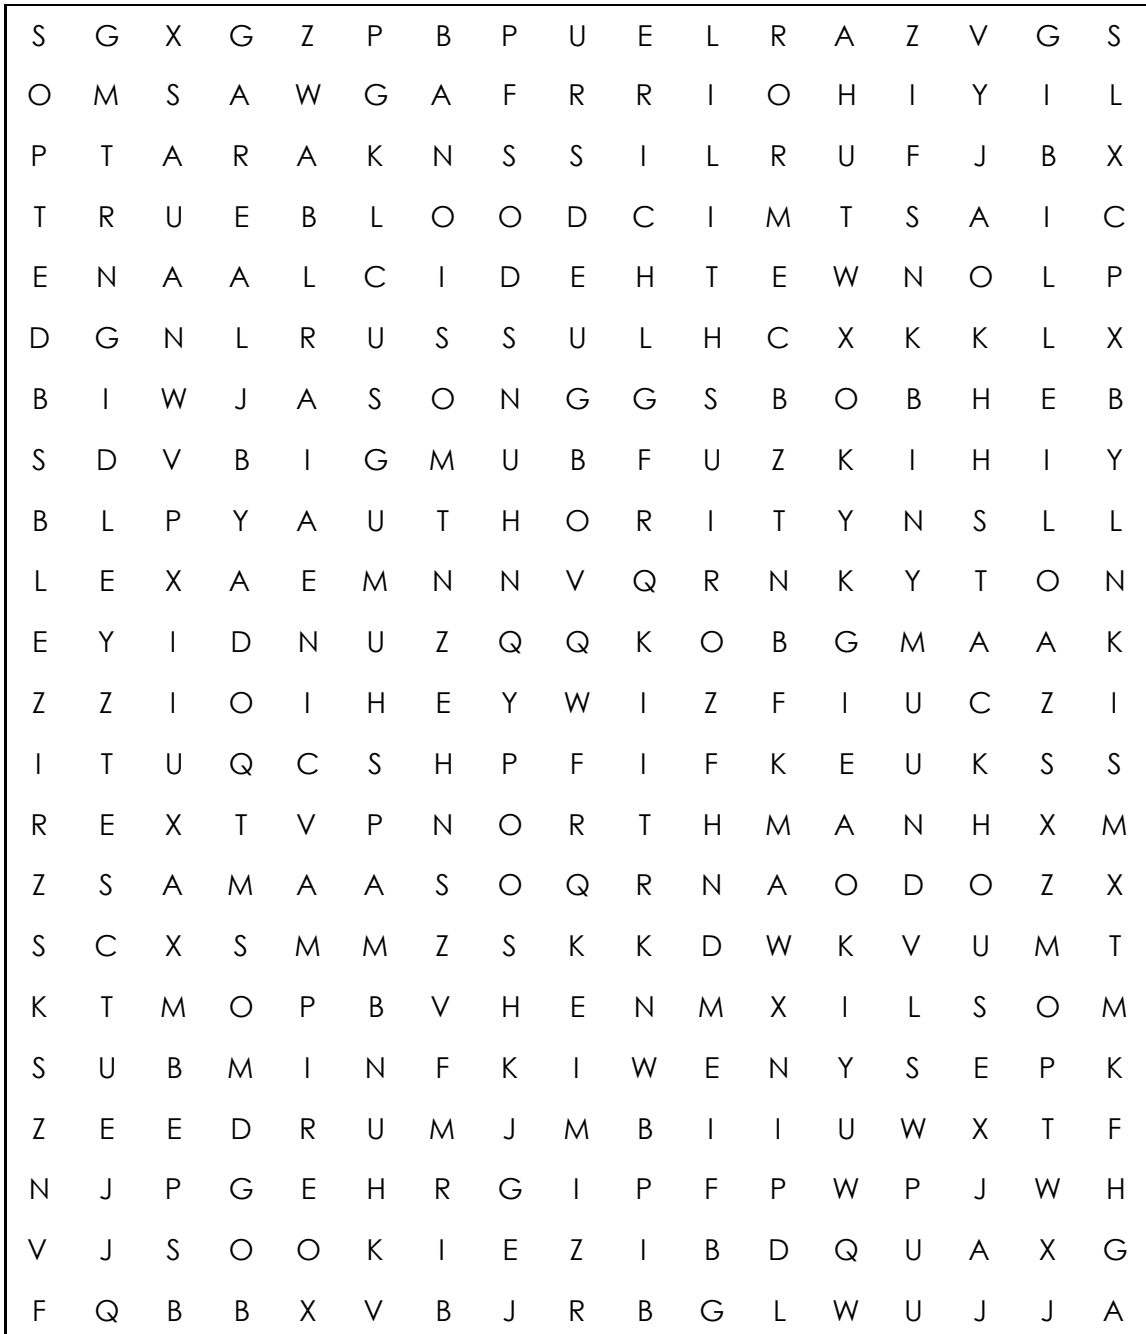 S G X G Z P B P U E L R A Z V G S
O M S A W G A F R R I O H I Y I L
P T A R A K N S S I L R U F J B X
T R U E B L O O D C I M T S A I C
E N A A L C I D E H T E W N O L P
D G N L R U S S U L H C X K K L X
B I W J A S O N G G S B O B H E B
S D V B I G M U B F U Z K I H I Y
B L P Y A U T H O R I T Y N S L L
L E X A E M N N V Q R N K Y T O N
E Y I D N U Z Q Q K O B G M A A K
Z Z I O I H E Y W I Z F I U C Z I
I T U Q C S H P F I F K E U K S S
R E X T V P N O R T H M A N H X M
Z S A M A A S O Q R N A O D O Z X
S C X S M M Z S K K D W K V U M T
K T M O P B V H E N M X I L S O M
S U B M I N F K I W E N Y S E P K
Z E E D R U M J M B I I U W X T F
N J P G E H R G I P F P W P J W H
V J S O O K I E Z I B D Q U A X G
F Q B B X V B J R B G L W U J J A